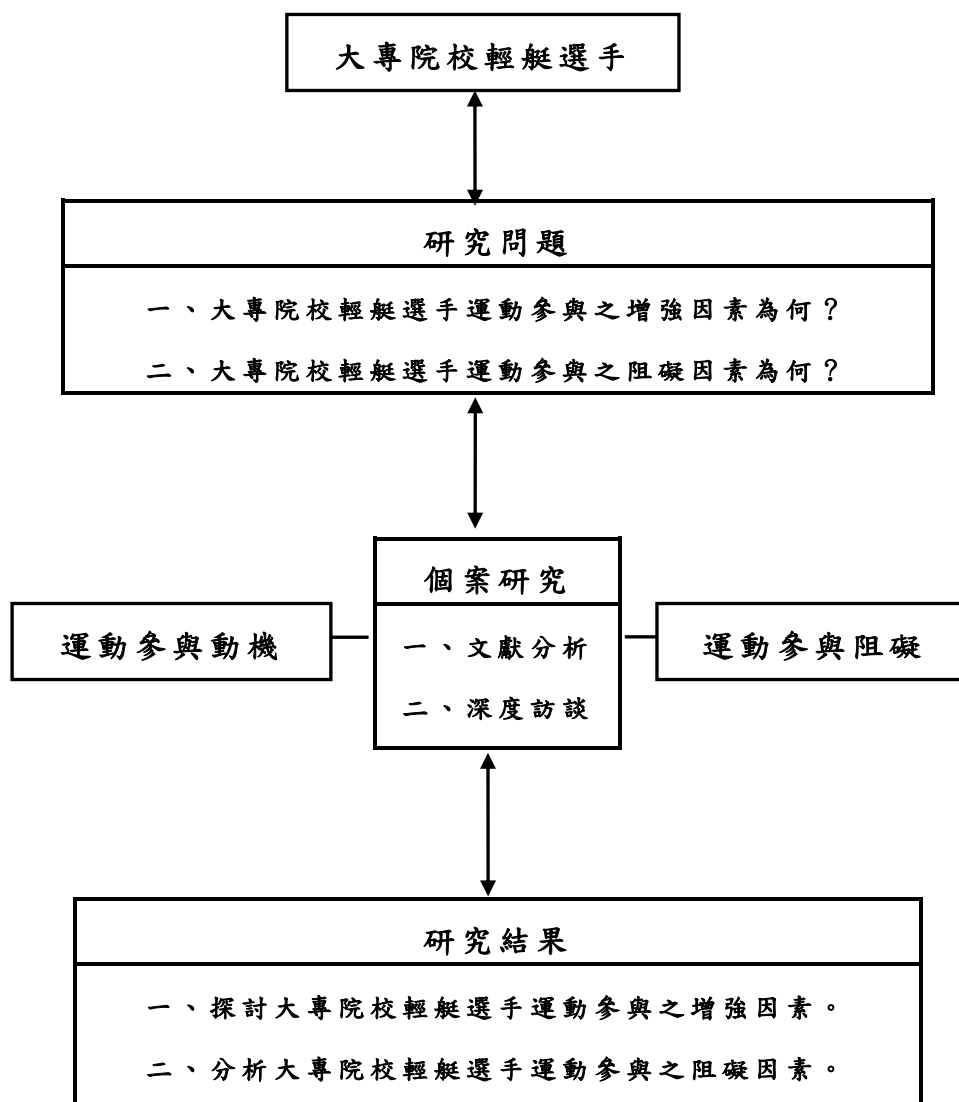 大專院校輕艇選手
研究問題
一、大專院校輕艇選手運動參與之增強因素為何？
二、大專院校輕艇選手運動參與之阻礙因素為何？
個案研究
運動參與動機
一、文獻分析
運動參與阻礙
二、深度訪談
研究結果
一、探討大專院校輕艇選手運動參與之增強因素。
二、分析大專院校輕艇選手運動參與之阻礙因素。